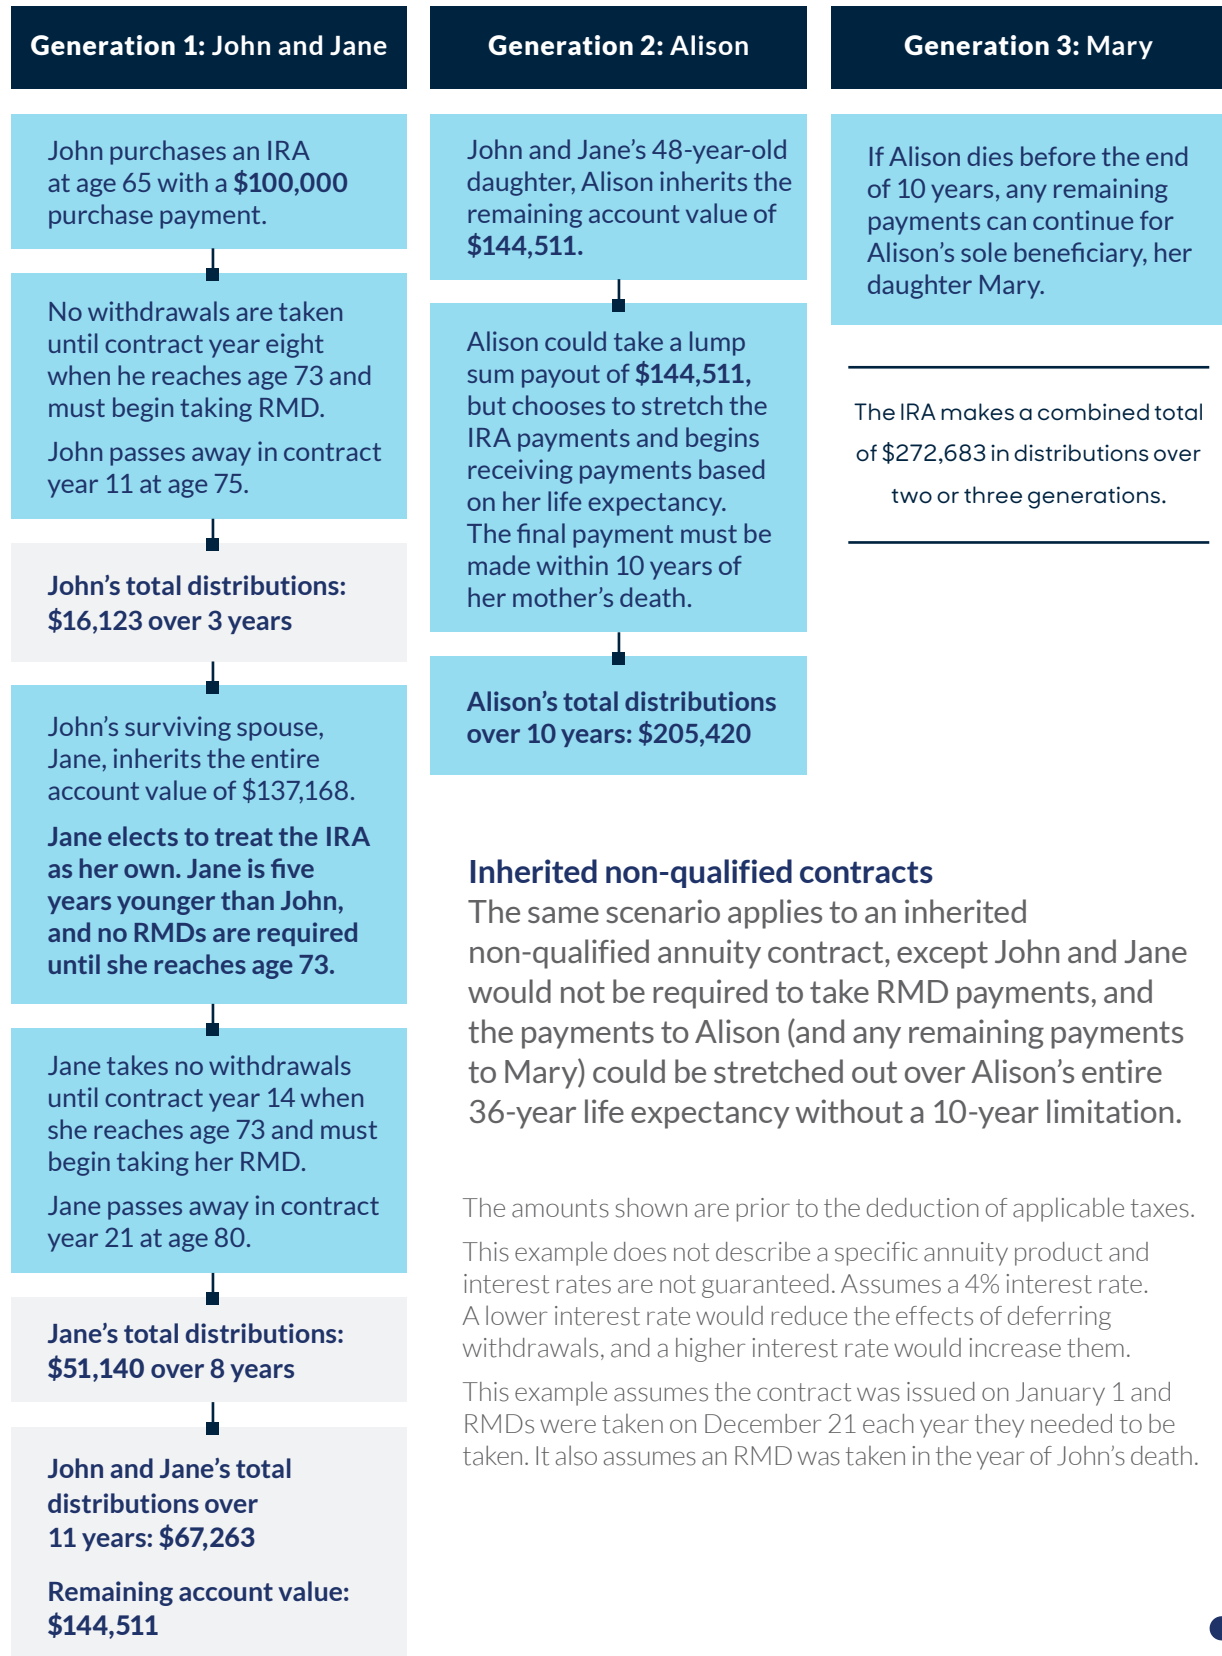 Generation 1: John and Jane
John purchases an IRA
at age 65 with a $100,000
purchase payment.
No withdrawals are taken
until contract year eight
when he reaches age 73 and
must begin taking RMD.
John passes away in contract
year 11 at age 75.
John’s total distributions:
$16,123 over 3 years
John’s surviving spouse,
Jane, inherits the entire
account value of $137,168.
Jane elects to treat the IRA
as her own. Jane is five
years younger than John,
and no RMDs are required
until she reaches age 73.
Jane takes no withdrawals
until contract year 14 when
she reaches age 73 and must
begin taking her RMD.
Jane passes away in contract
year 21 at age 80.
Jane’s total distributions:
$51,140 over 8 years
John and Jane’s total
distributions over
11 years: $67,263
Remaining account value:
$144,511
Generation 2: Alison
John and Jane’s 48-year-old
daughter, Alison inherits the
remaining account value of
$144,511.
Alison could take a lump
sum payout of $144,511,
but chooses to stretch the
IRA payments and begins
receiving payments based
on her life expectancy.
The final payment must be
made within 10 years of
her mother’s death.
Alison’s total distributions
over 10 years: $205,420
Generation 3: Mary
If Alison dies before the end
of 10 years, any remaining
payments can continue for
Alison’s sole beneficiary, her
daughter Mary.
The IRA makes a combined total
of $272,683 in distributions over
two or three generations.
Inherited non-qualified contracts
The same scenario applies to an inherited
non-qualified annuity contract, except John and Jane
would not be required to take RMD payments, and
the payments to Alison (and any remaining payments
to Mary) could be stretched out over Alison’s entire
36-year life expectancy without a 10-year limitation.
The amounts shown are prior to the deduction of applicable taxes.
This example does not describe a specific annuity product and
interest rates are not guaranteed. Assumes a 4% interest rate.
A lower interest rate would reduce the effects of deferring
withdrawals, and a higher interest rate would increase them.
This example assumes the contract was issued on January 1 and
RMDs were taken on December 21 each year they needed to be
taken. It also assumes an RMD was taken in the year of John’s death.